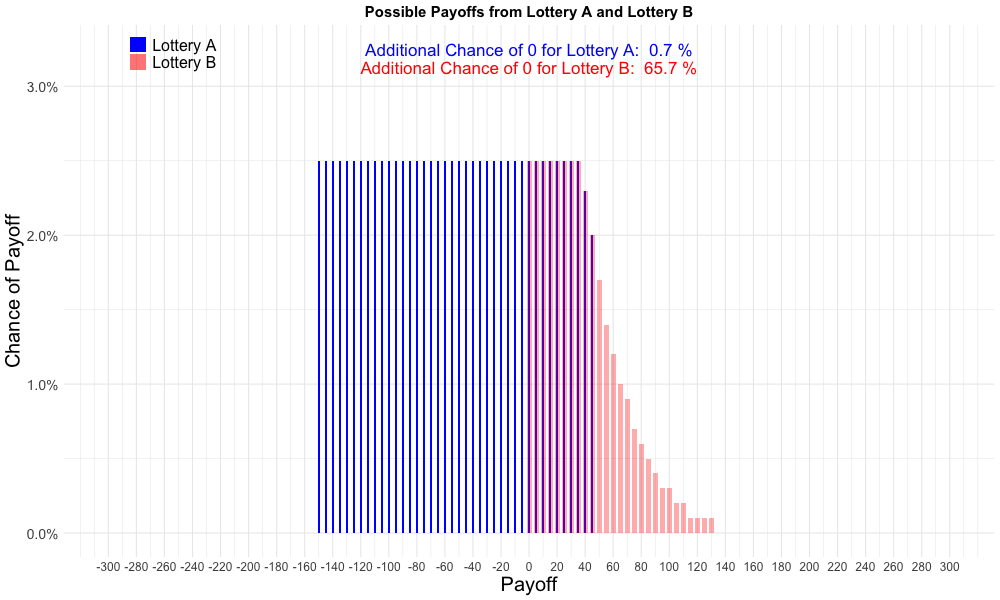 Possible Payoffs from Lottery A and Lottery B
Lottery A
Lottery B
Additional Chance of 0 for Lottery A: 0.7 %
Additional Chance of 0 for Lottery B: 65.7 %
Chance of Payoff
3.0%
2.0%
1.0%
0.0%
-300 -280 -260 -240 -220 -200 -180 -160 -140 -120 -100 -80 -60 -40 -20 0 20 40 60 80 100 120 140 160 180 200 220 240 260 280 300
Payoff